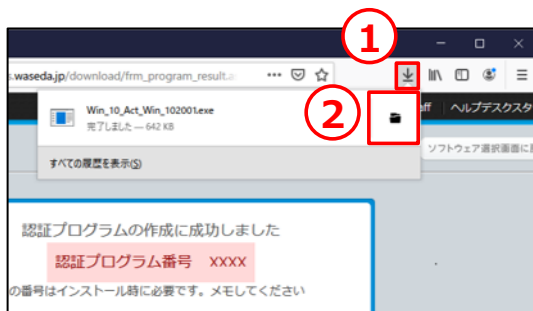 ①
s.waseda.jp/download/frm_program_result.a
②
Win_10_Act_Win_102001.exe
完了しました — 642 KB
すべての履歴を表示(S)
aff
ヘルプデスクスタ
ソフトウェア選択画面に
認証プログラムの作成に成功しました
認証プログラム番号 XXXX
の番号はインストール時に必要です。メモしてください